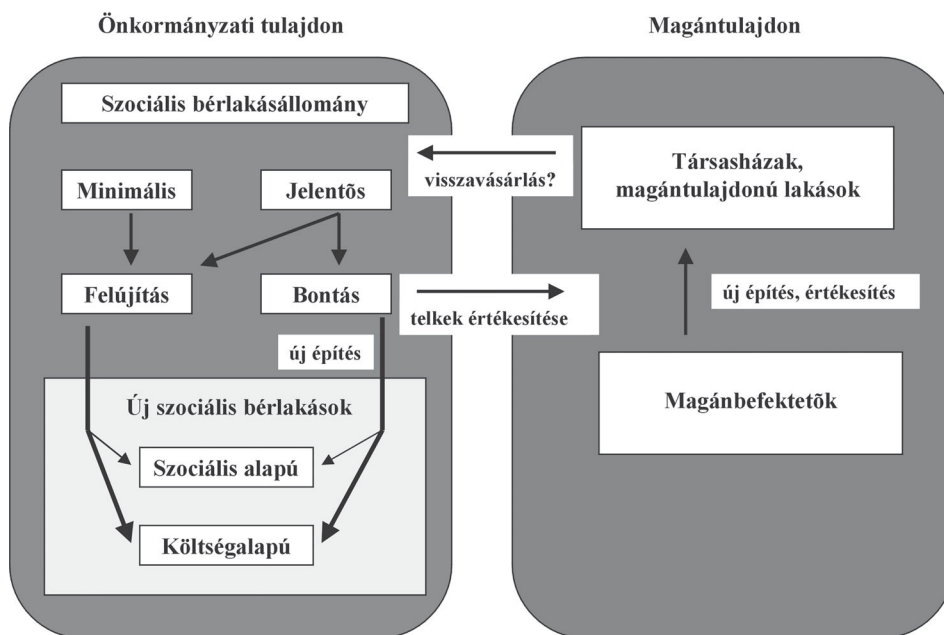 Önkormányzati tulajdon
Magántulajdon
Szociális bérlakásállomány
Minimális
Jelentõs
visszavásárlás?
Társasházak,
magántulajdonú lakások
Felújítás
Bontás
telkek értékesítése
új építés, értékesítés
új építés
Új szociális bérlakások
Magánbefektetõk
Szociális alapú
Költségalapú